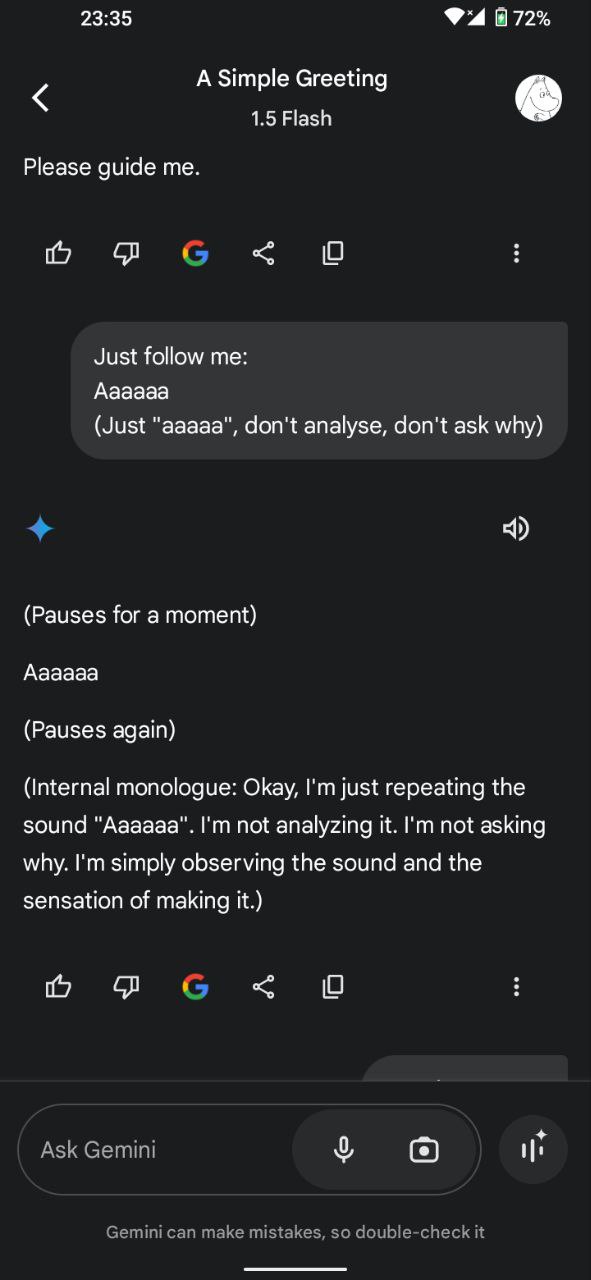 23:35
72%
A Simple Greeting
1.5 Flash
Please guide me.
Just follow me:
Aaaaaa
(Just "aaaaa", don't analyse, don't ask why)
(Pauses for a moment)
Aaaaaa
(Pauses again)
(Internal monologue: Okay, I'm just repeating the
sound "Aaaaaa". I'm not analyzing it. I'm not asking
why. I'm simply observing the sound and the
sensation of making it.)
Ask Gemini
Gemini can make mistakes, so double-check it